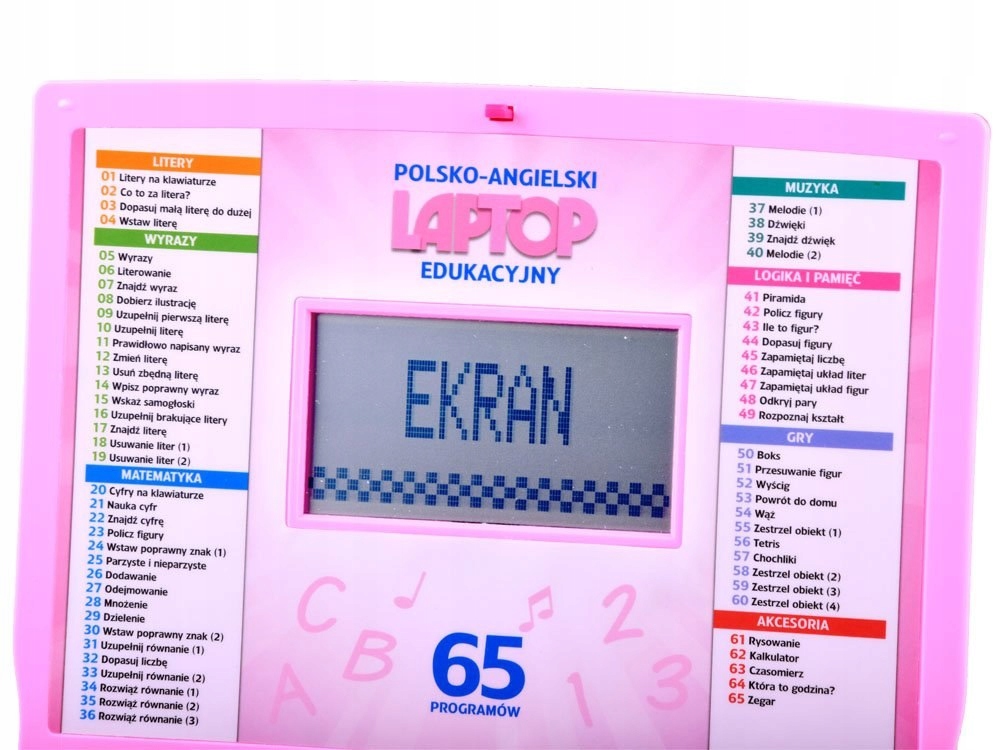 LITERY
01 Litery na klawiaturze
02 Co to za litera?
03 Dopasuj małą literę do dużej
04 Wstaw literę
WYRAZY
05 Wyrazy
06 Literowanie
07 Znajdź wyraz
08 Dobierz ilustrację
09 Uzupełnij pierwszą literę
10 Uzupełnij literę
11 Prawidłowo napisany wyraz
12 Zmień literę
13 Usuń zbędną literę
14 Wpisz poprawny wyraz
15 Wskaż samogłoski
16 Uzupełnij brakujące litery
17 Znajdź literę
18 Usuwanie liter (1)
19 Usuwanie liter (2)
MATEMATYKA
20 Cyfry na klawiaturze
21 Nauka cyfr
22 Znajdź cyfrę
23 Policz figury
24 Wstaw poprawny znak (1)
25 Parzyste i nieparzyste
26 Dodawanie
27 Odejmowanie
28 Mnożenie
29 Dzielenie
30 Wstaw poprawny znak (2)
31 Uzupełnij równanie (1)
32 Dopasuj liczbę
33 Uzupełnij równanie (2)
34 Rozwiąż równanie (1)
35 Rozwiąż równanie (2)
36 Rozwiąż równanie (3)
POLSKO-ANGIELSKI
LAPTOP
EDUKACYJNY
EKRAN
C
2
A B
1 3
65
PROGRAMÓW
MUZYKA
37 Melodie (1)
38 Dźwięki
39 Znajdź dźwięk
40 Melodie (2)
LOGIKA I PAMIĘĆ
41 Piramida
42 Policz figury
43 Ile to figur?
44 Dopasuj figury
45 Zapamiętaj liczbę
46 Zapamiętaj układ liter
47 Zapamiętaj układ figur
48 Odkryj pary
49 Rozpoznaj kształt
GRY
50 Boks
51 Przesuwanie figur
52 Wyścig
53 Powrót do domu
54 Wąż
55 Zestrzel obiekt (1)
56 Tetris
57 Chochliki
58 Zestrzel obiekt (2)
59 Zestrzel obiekt (3)
60 Zestrzel obiekt (4)
AKCESORIA
61 Rysowanie
62 Kalkulator
63 Czasomierz
64 Która to godzina?
65 Zegar